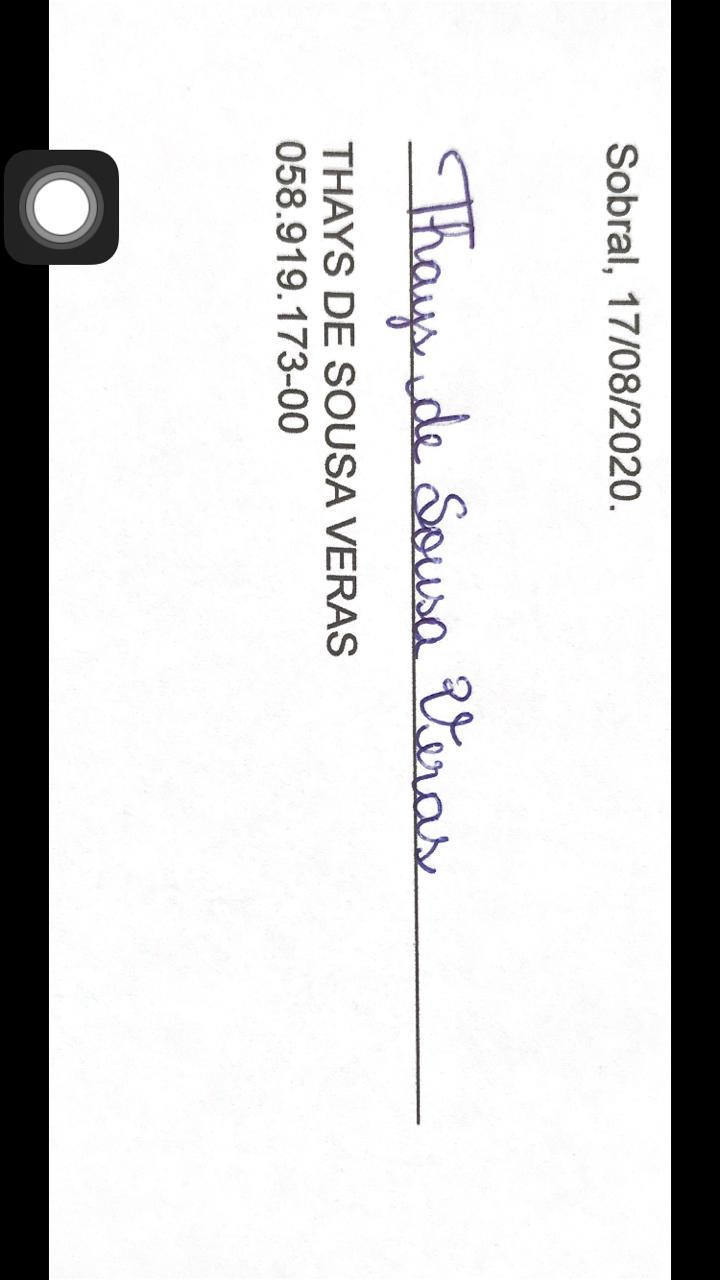 Sobral, 17/08/2020.
Thays de Sousa Veras
THAYS DE SOUSA VERAS
058.919.173-00